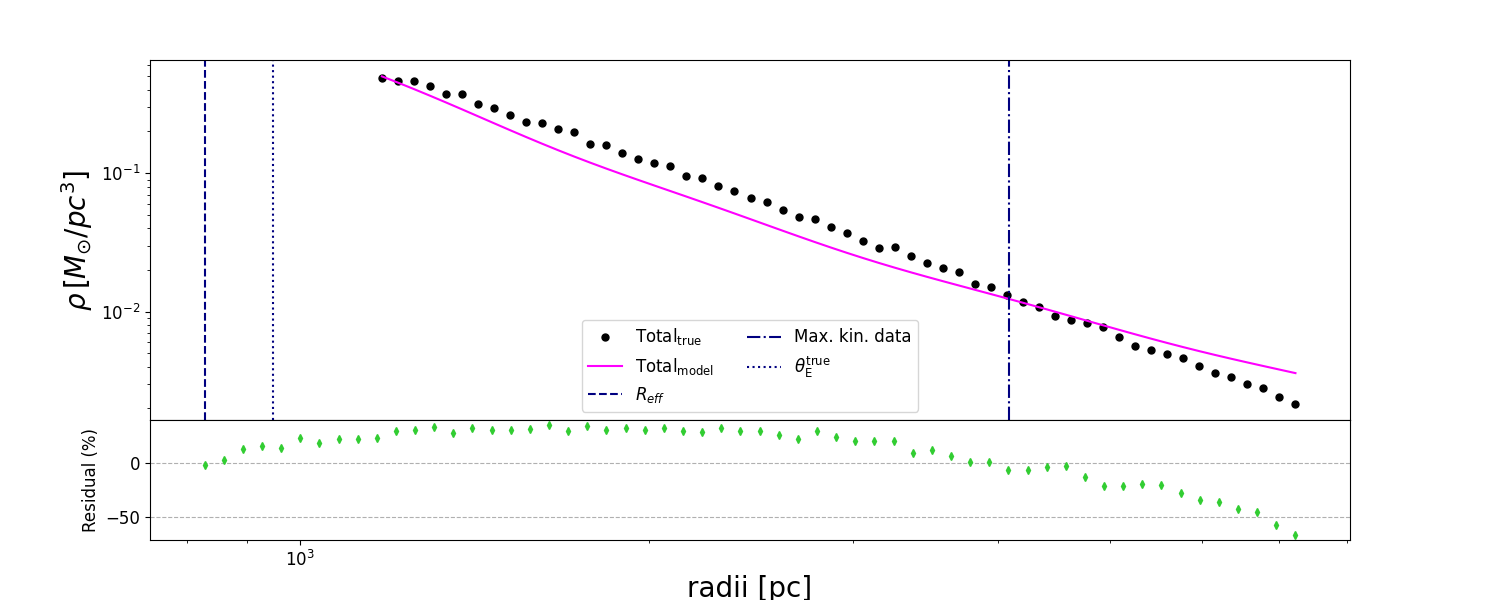 ρ [M⊙/pc³]
10⁻¹
10⁻²
Total_true
Total_model
R_eff
Max. kin. data
θ_E^true
Residual (%)
0
−50
10³
radii [pc]